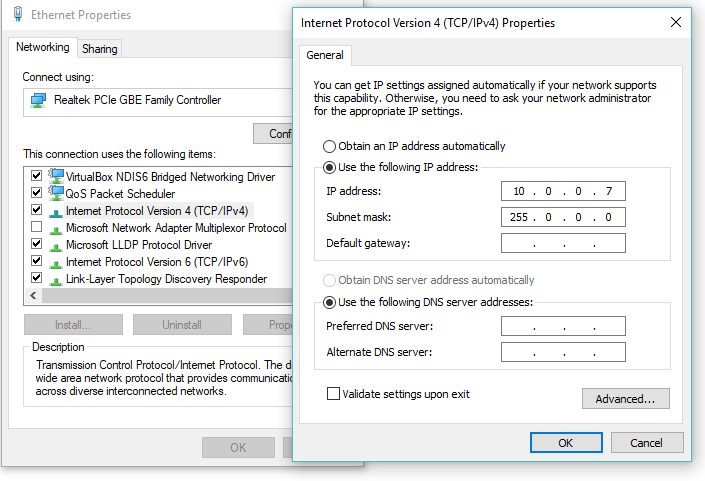 Ethernet Properties
Networking
Sharing
Connect using:
Realtek PCIe GBE Family Controller
Conf
This connection uses the following items:
VirtualBox NDIS6 Bridged Networking Driver
QoS Packet Scheduler
Internet Protocol Version 4 (TCP/IPv4)
Microsoft Network Adapter Multiplexor Protocol
Microsoft LLDP Protocol Driver
Internet Protocol Version 6 (TCP/IPv6)
Link-Layer Topology Discovery Responder
Install...
Uninstall
Prope
Description
Transmission Control Protocol/Internet Protocol. The d
wide area network protocol that provides communicatio
across diverse interconnected networks.
OK
Internet Protocol Version 4 (TCP/IPv4) Properties
General
You can get IP settings assigned automatically if your network supports
this capability. Otherwise, you need to ask your network administrator
for the appropriate IP settings.
Obtain an IP address automatically
Use the following IP address:
IP address: 10 . 0 . 0 . 7
Subnet mask: 255 . 0 . 0 . 0
Default gateway: . . .
Obtain DNS server address automatically
Use the following DNS server addresses:
Preferred DNS server: . . .
Alternate DNS server: . . .
Validate settings upon exit
Advanced...
OK
Cancel